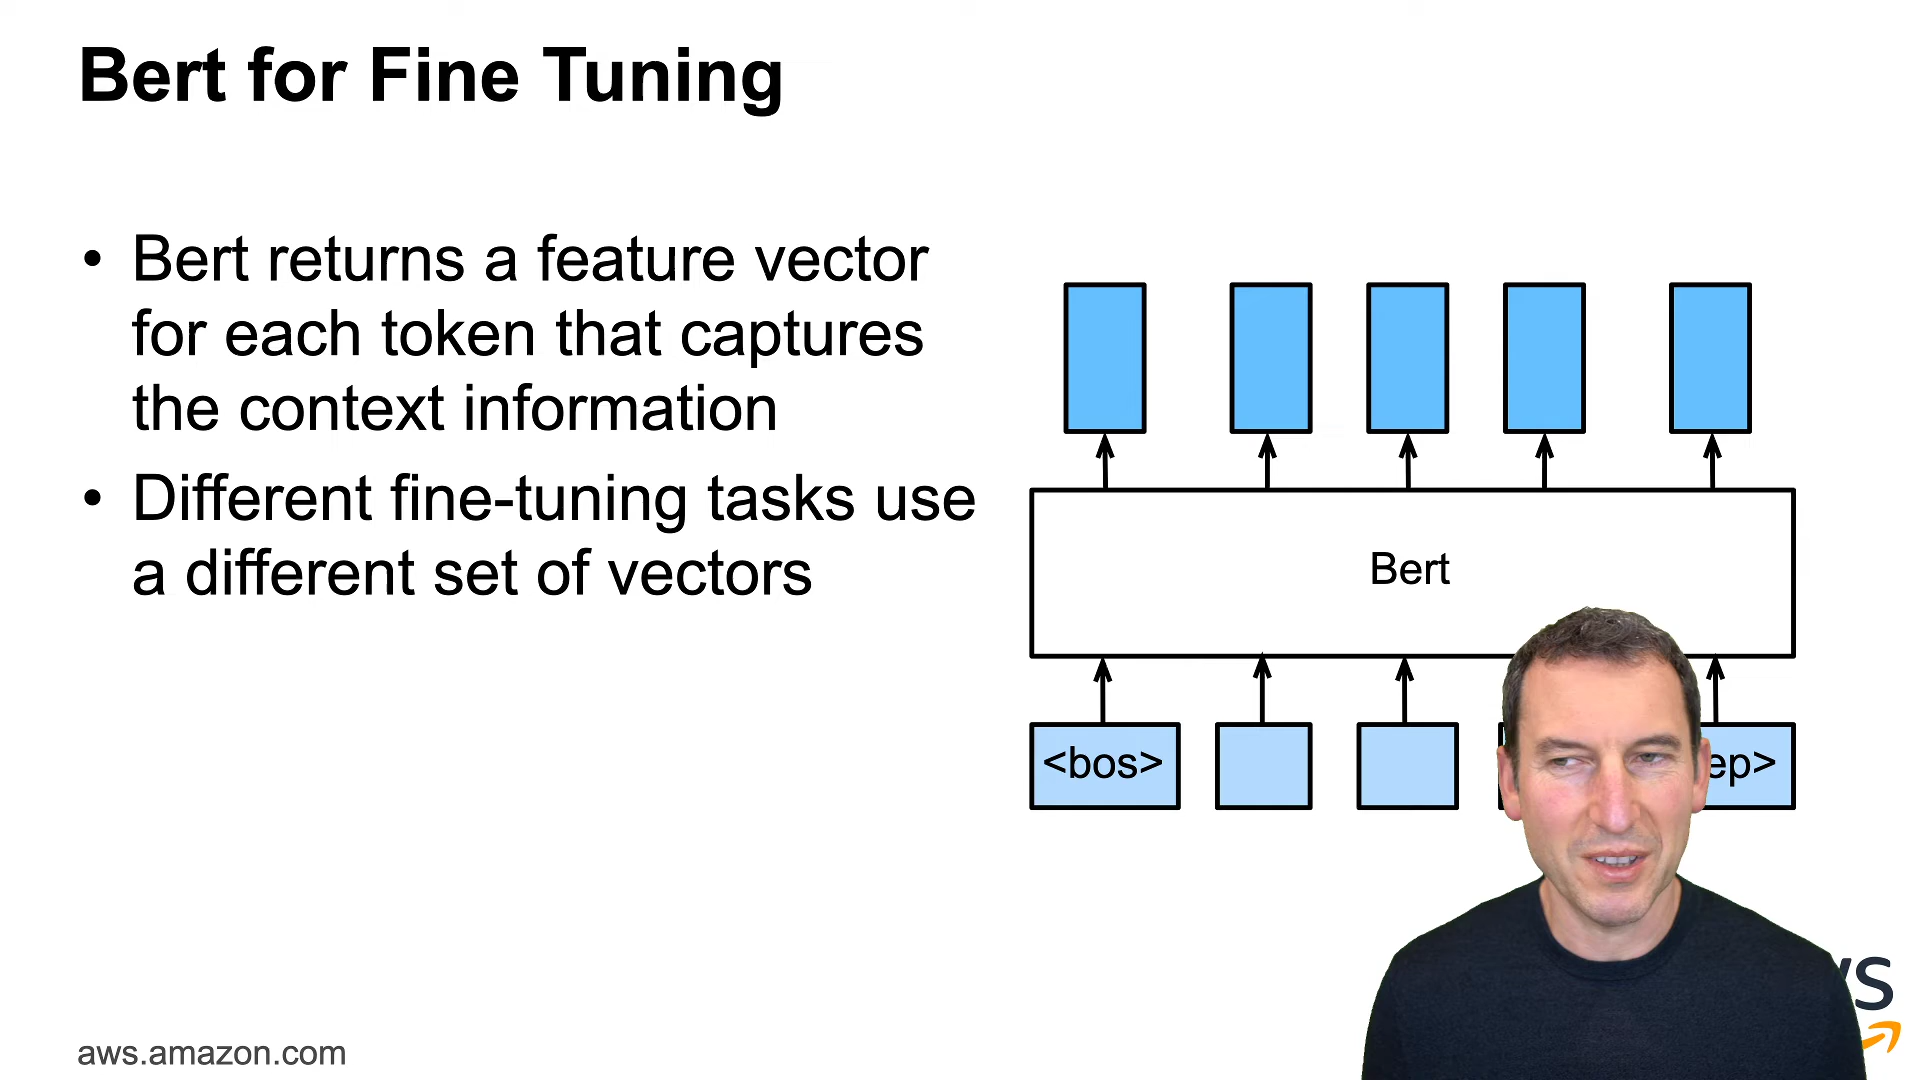 Bert for Fine Tuning
• Bert returns a feature vector
for each token that captures
the context information
• Different fine-tuning tasks use
a different set of vectors
Bert
<bos>
ep>
aws.amazon.com